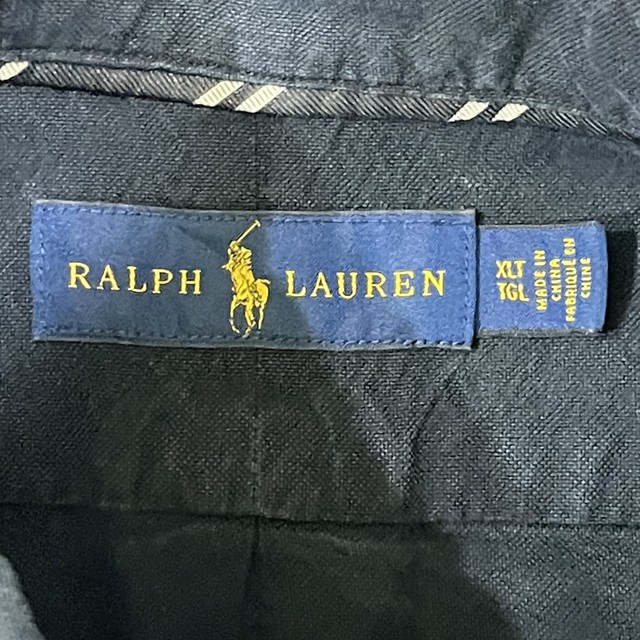 RALPH LAUREN
XLT
TGL
MADE IN
CHINA
FABRIQUÉ EN
CHINE